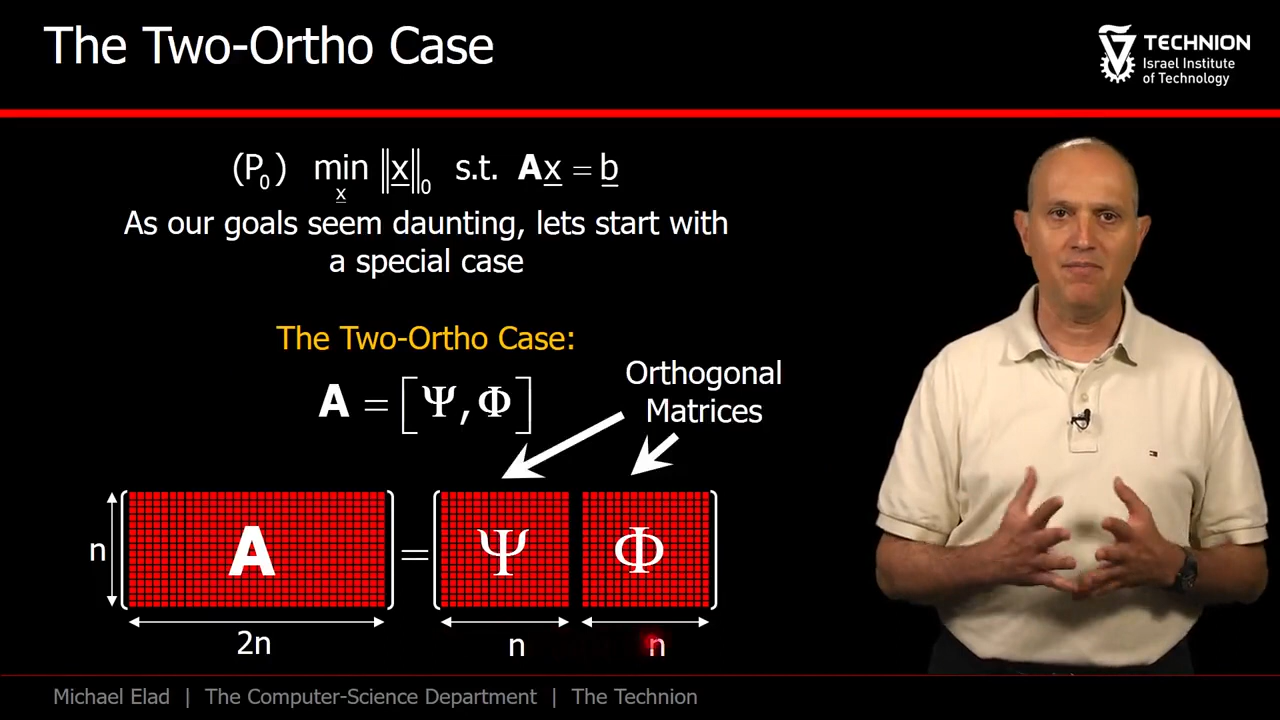 The Two-Ortho Case
TECHNION
Israel Institute
of Technology
(P₀) min ‖x‖₀ s.t. Ax = b
x
As our goals seem daunting, lets start with
a special case
The Two-Ortho Case:
Orthogonal
Matrices
A = [Ψ, Φ]
n
A = Ψ Φ
2n n n
Michael Elad | The Computer-Science Department | The Technion